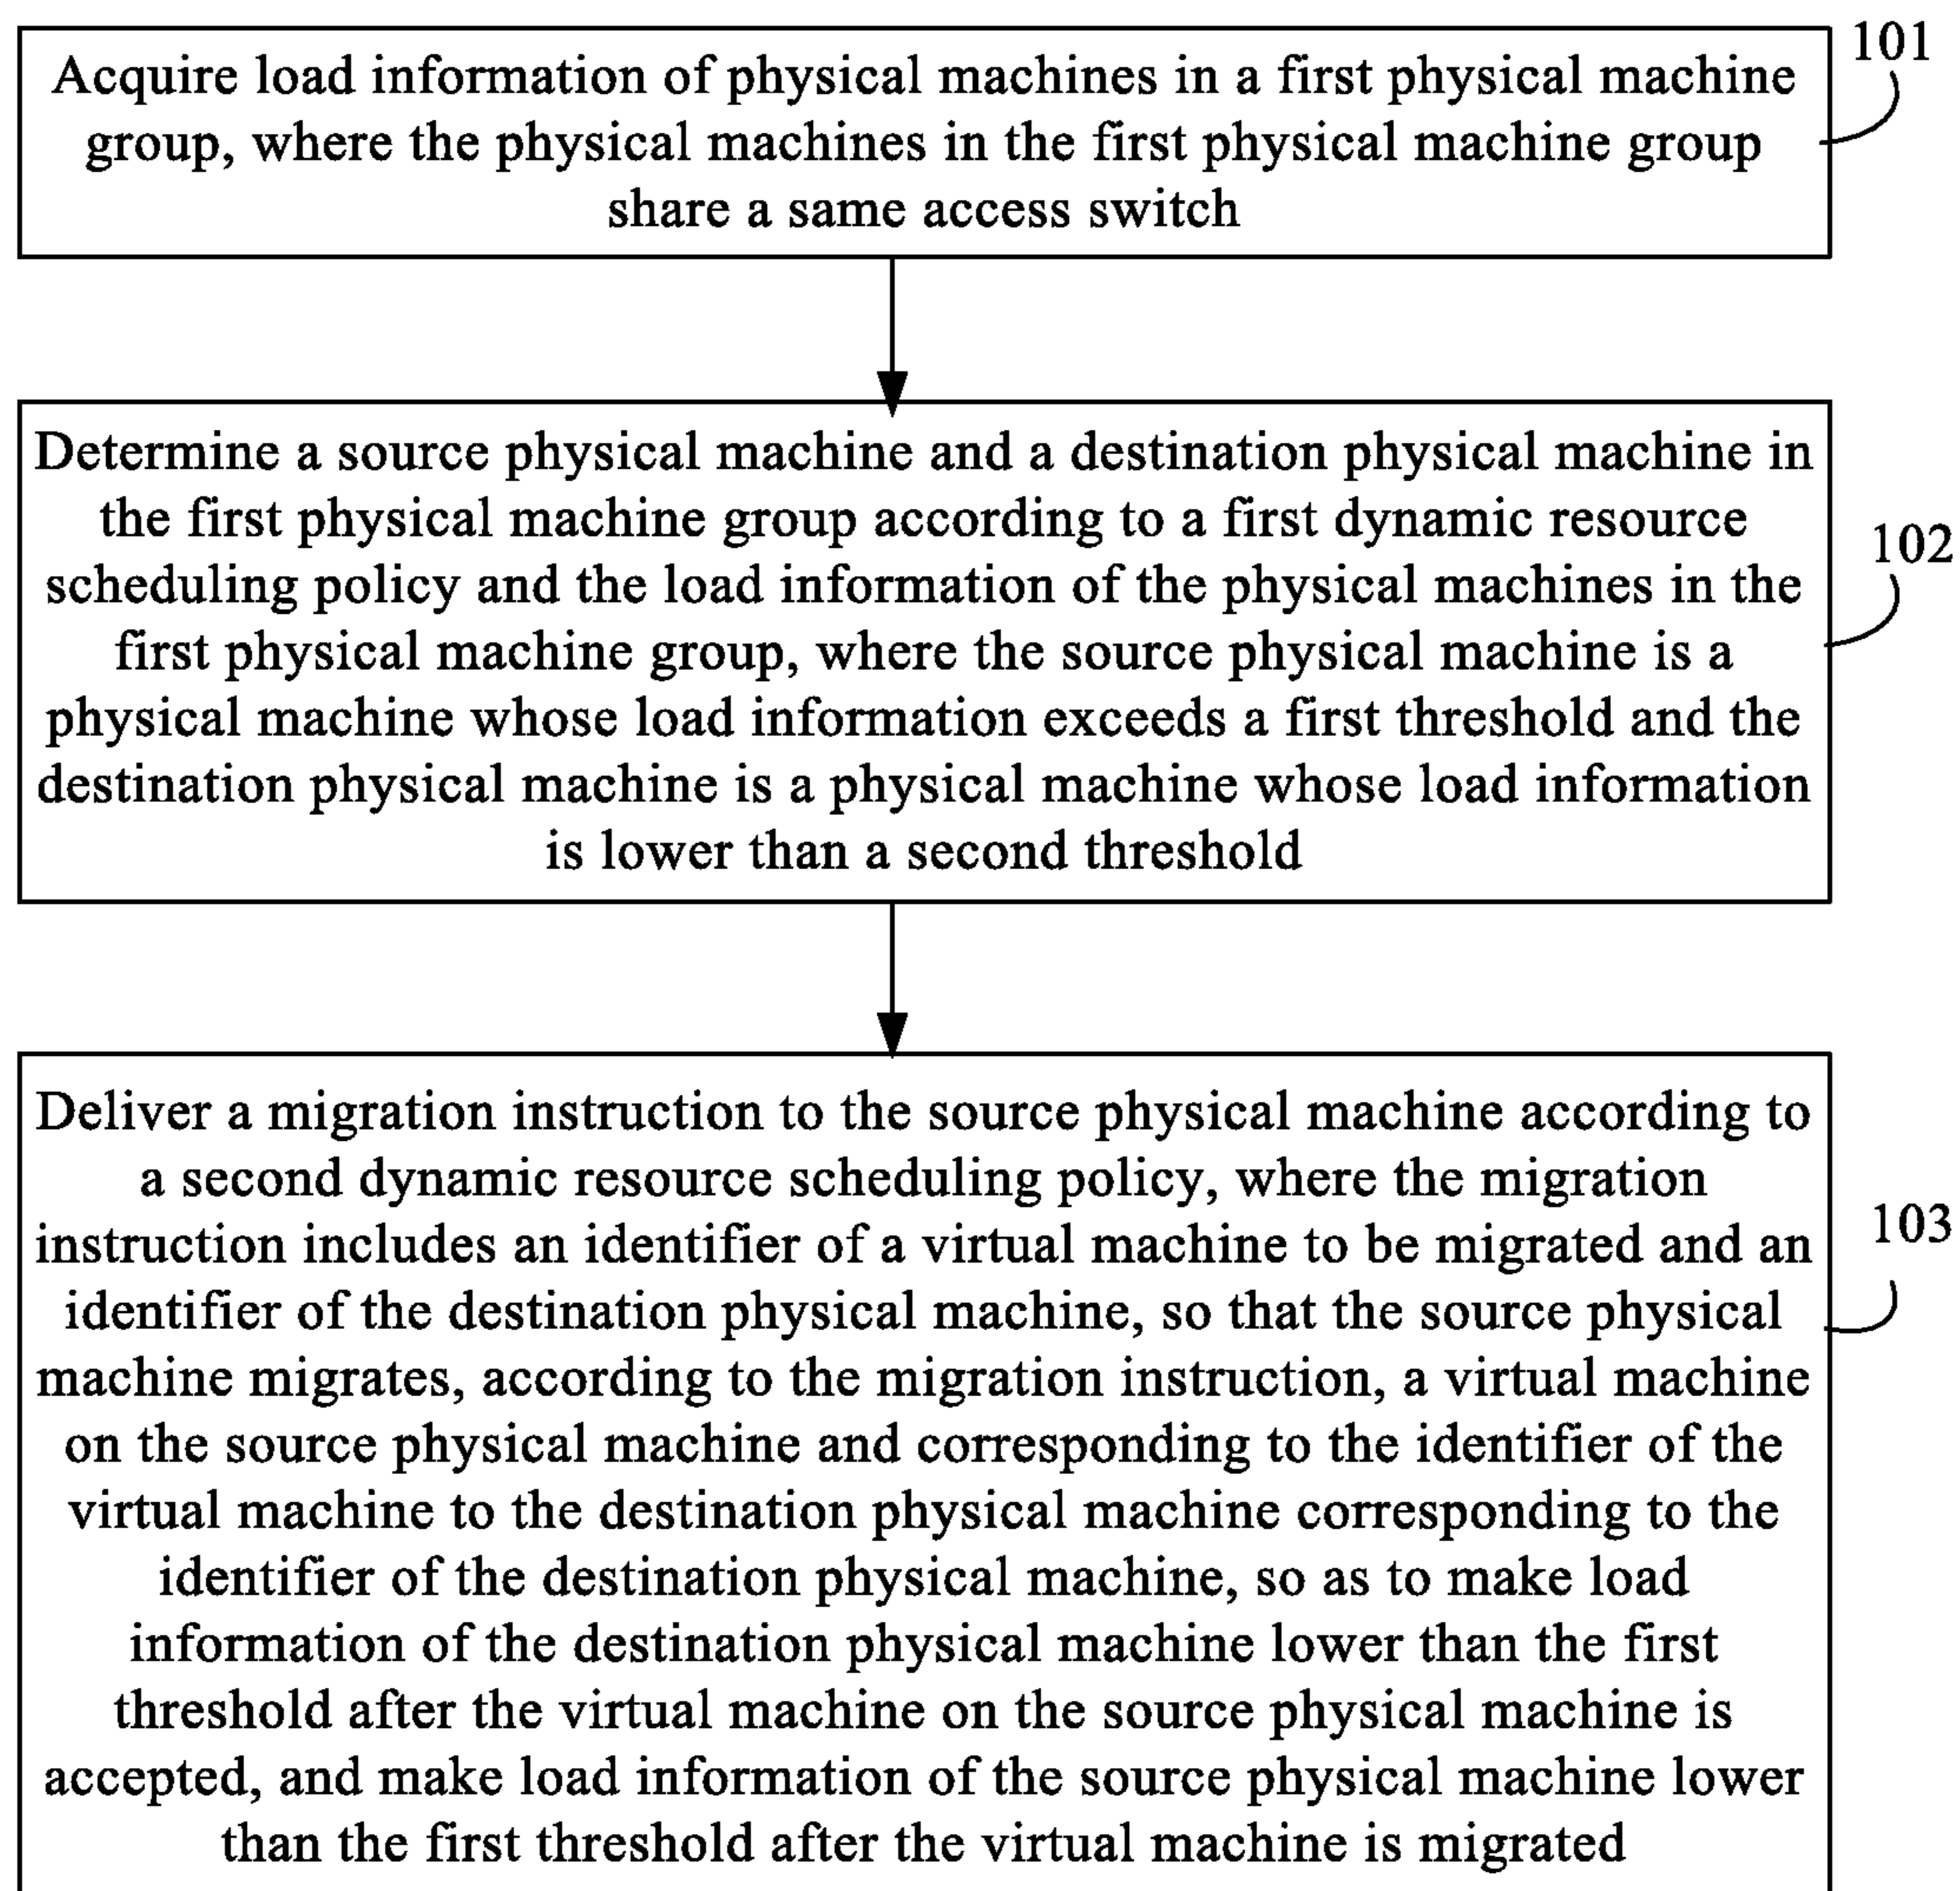 101
Acquire load information of physical machines in a first physical machine
group, where the physical machines in the first physical machine group
share a same access switch
Determine a source physical machine and a destination physical machine in
the first physical machine group according to a first dynamic resource
102
scheduling policy and the load information of the physical machines in the
first physical machine group, where the source physical machine is a
physical machine whose load information exceeds a first threshold and the
destination physical machine is a physical machine whose load information
is lower than a second threshold
Deliver a migration instruction to the source physical machine according to
a second dynamic resource scheduling policy, where the migration
103
instruction includes an identifier of a virtual machine to be migrated and an
identifier of the destination physical machine, so that the source physical
machine migrates, according to the migration instruction, a virtual machine
on the source physical machine and corresponding to the identifier of the
virtual machine to the destination physical machine corresponding to the
identifier of the destination physical machine, so as to make load
information of the destination physical machine lower than the first
threshold after the virtual machine on the source physical machine is
accepted, and make load information of the source physical machine lower
than the first threshold after the virtual machine is migrated